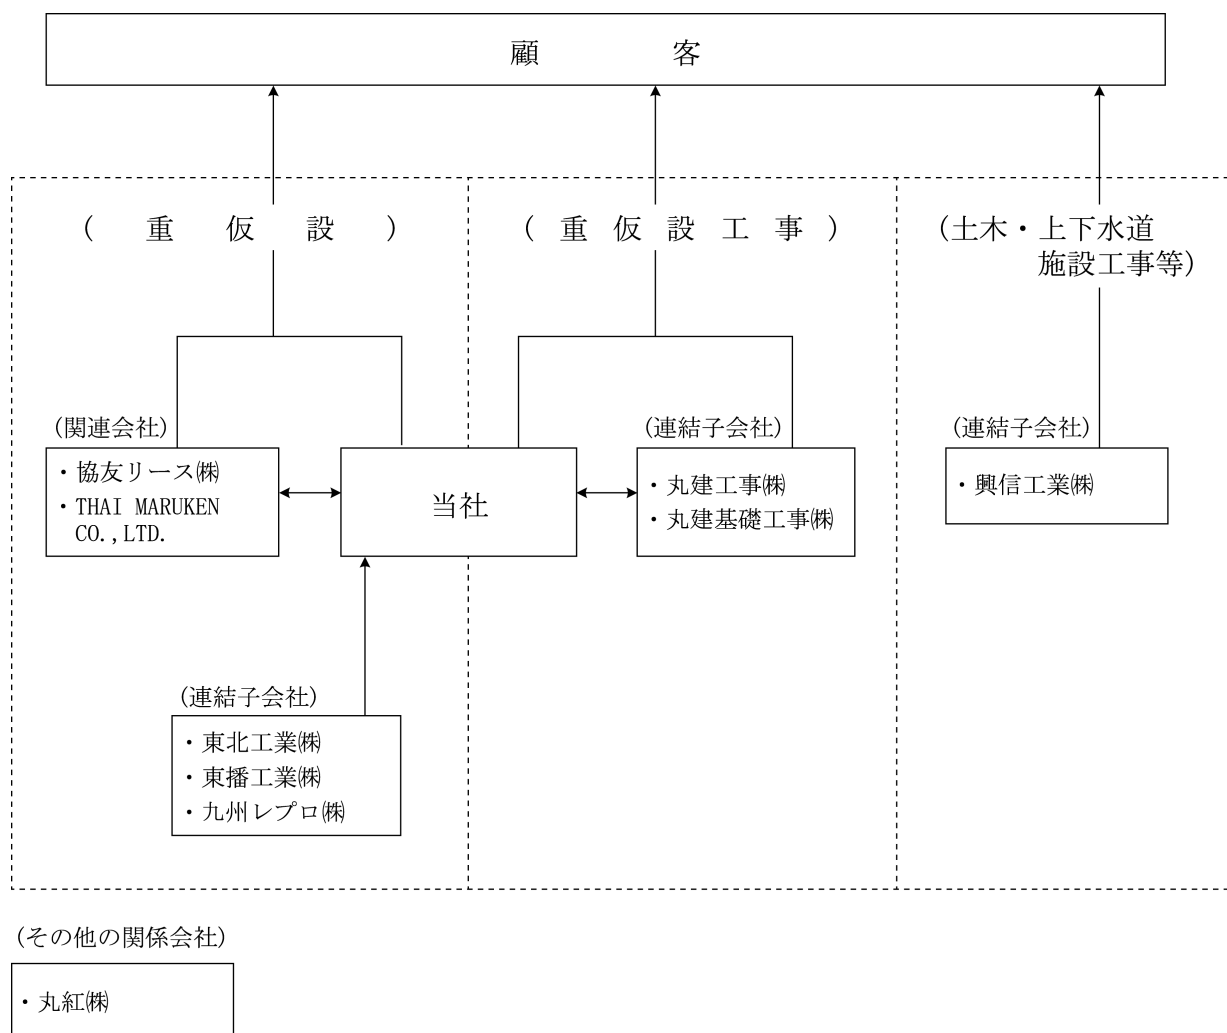 顧客
(重仮設)
(重仮設工事)
(土木・上下水道
施設工事等)
(関連会社)
・協友リース㈱
・THAI MARUKEN
CO.,LTD.
当社
(連結子会社)
・丸建工事㈱
・丸建基礎工事㈱
(連結子会社)
・興信工業㈱
(連結子会社)
・東北工業㈱
・東播工業㈱
・九州レプロ㈱
(その他の関係会社)
・丸紅㈱